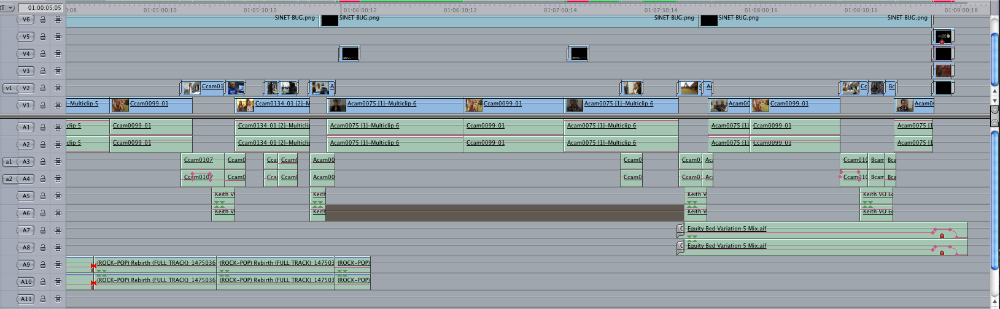 RT 01:00:05;05 ;08 01:05:00;10 01:05:30;10 01:06:00;12 01:06:30;12 01:07:00;14 01:07:30;14 01:08:00;16 01:08:30;16 01:09:00;18
V6 SINET BUG.png SINET BUG.png SINET BUG.png SINET BUG.png SINET BUG.png
V5
V4
V3
v1 V2 Ccam01 A C A Cc Bc
V1 -Multiclip 5 Ccam0099_01 Ccam0134_01 [2]-M Acam0075 [1]-Multiclip 6 Ccam0099_01 Acam0075 [1]-Multiclip 6 Acam00 Ccam0099_01 Acam0
A1 clip 5 Ccam0099_01 Ccam0134_01 [2]-Multiclip Acam0075 [1]-Multiclip 6 Ccam0099_01 Acam0075 [1]-Multiclip 6 Acam0075 [1] Ccam0099_01 Acam0075 [1
A2 clip 5 Ccam0099_01 Ccam0134_01 [2]-Multiclip Acam0075 [1]-Multiclip 6 Ccam0099_01 Acam0075 [1]-Multiclip 6 Acam0075 [1] Ccam0099_01 Acam0075 [1
a1 A3 Ccam0107 Ccam0 Cca Ccam0 Acam00 Ccam0 Ccam0 Ac Ccam010 Bcam Bca
a2 A4 Ccam0107 Ccam0 Cca Ccam0 Acam00 Ccam0 Ccam0 Ac Ccam010 Bcam Bca
A5 Keith V Keith Keith V Keith VO Ec
A6 Keith V Keith Keith V Keith VO Ec
A7 C Equity Bed Variation 5 Mix.aif
A8 C Equity Bed Variation 5 Mix.aif
A9 (ROCK-POP) Rebirth (FULL TRACK)_1475036 (ROCK-POP) Rebirth (FULL TRACK)_147503 (ROCK-POP)
A10 (ROCK-POP) Rebirth (FULL TRACK)_1475036 (ROCK-POP) Rebirth (FULL TRACK)_147503 (ROCK-POP)
A11